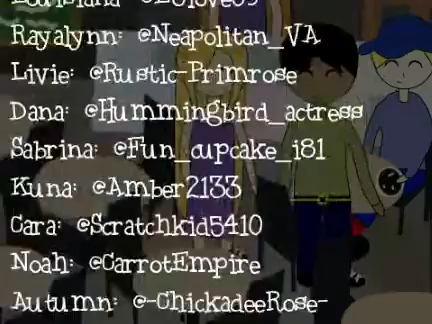 Rayalynn: @Neapolitan_VA
Livie: @Rustic-Primrose
Dana: @Hummingbird_actress
Sabrina: @Fun_cupcake_i81
Kuna: @Amber2133
Cara: @Scratchkid5410
Noah: @CarrotEmpire
Autumn: @-ChickadeeRose-